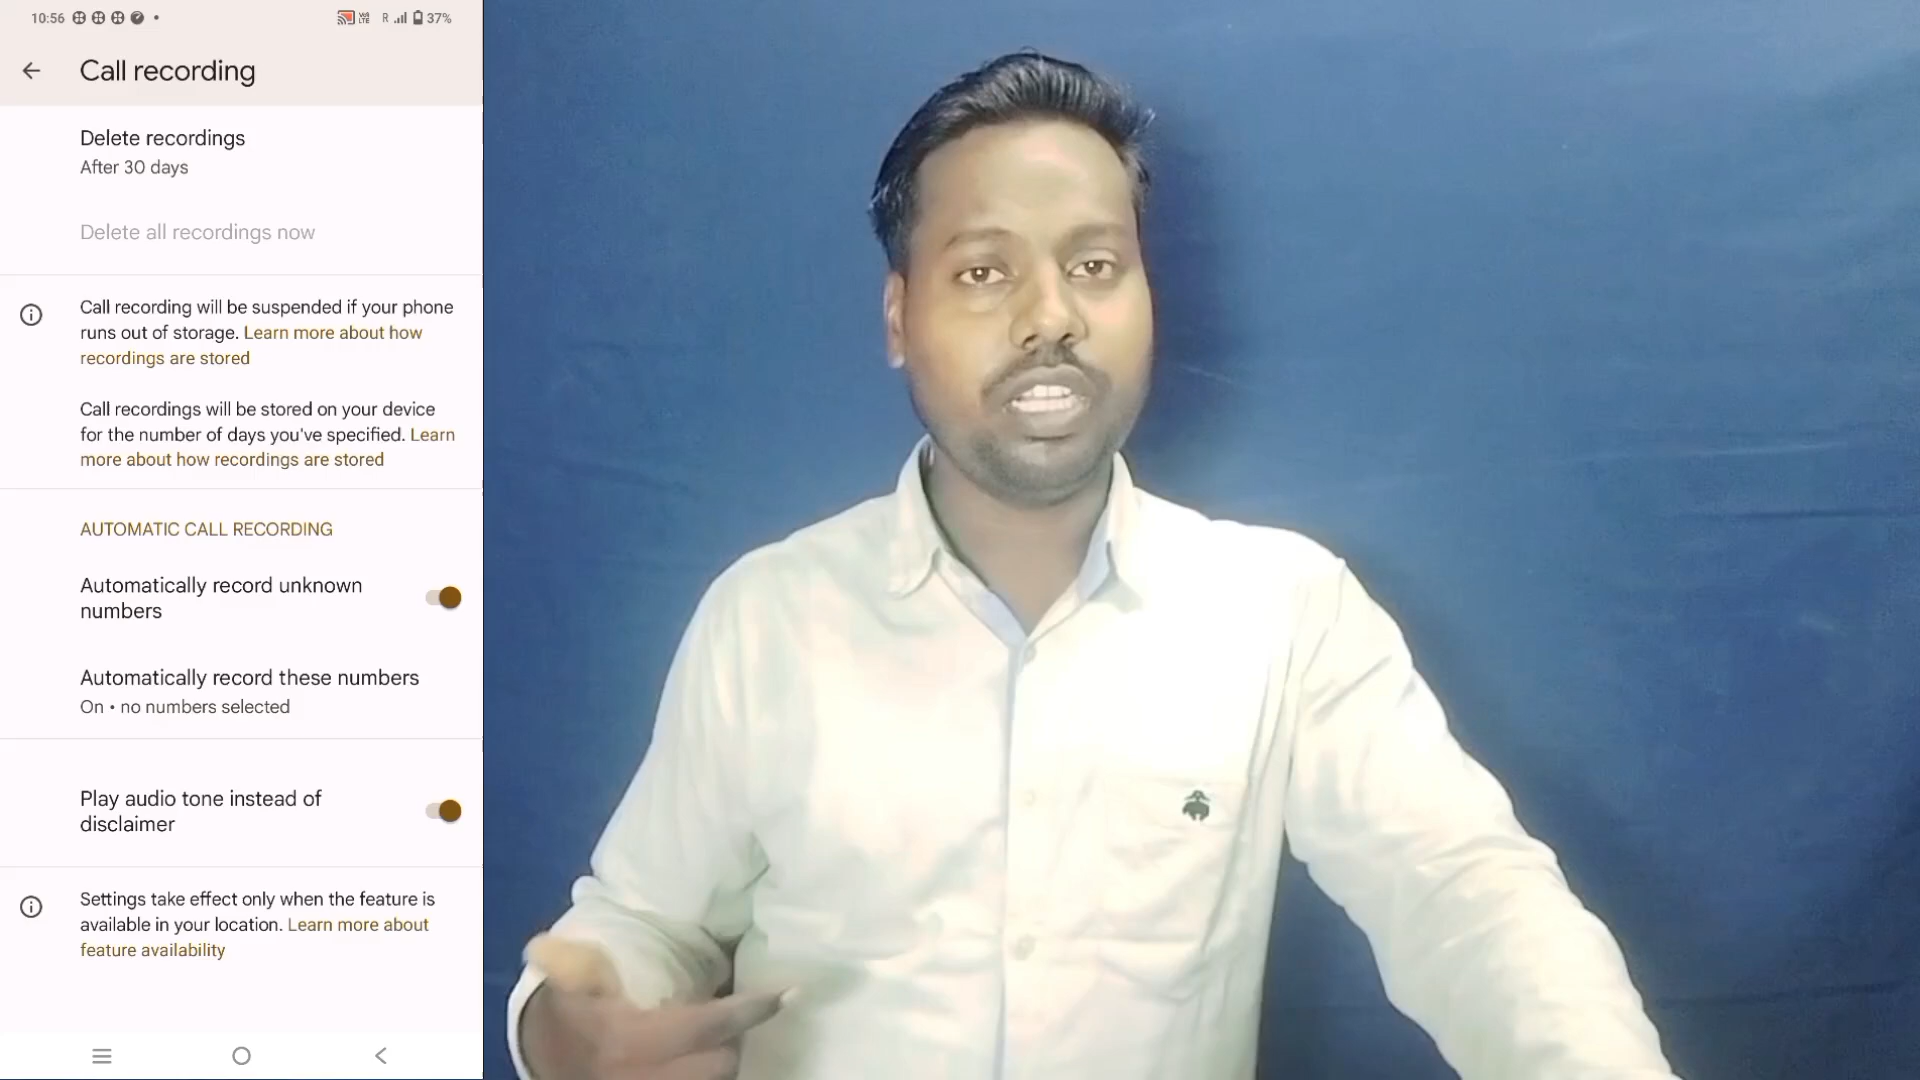 10:56
VoLTE R 37%
Call recording
Delete recordings
After 30 days
Delete all recordings now
Call recording will be suspended if your phone
runs out of storage. Learn more about how
recordings are stored
Call recordings will be stored on your device
for the number of days you've specified. Learn
more about how recordings are stored
AUTOMATIC CALL RECORDING
Automatically record unknown
numbers
Automatically record these numbers
On • no numbers selected
Play audio tone instead of
disclaimer
Settings take effect only when the feature is
available in your location. Learn more about
feature availability